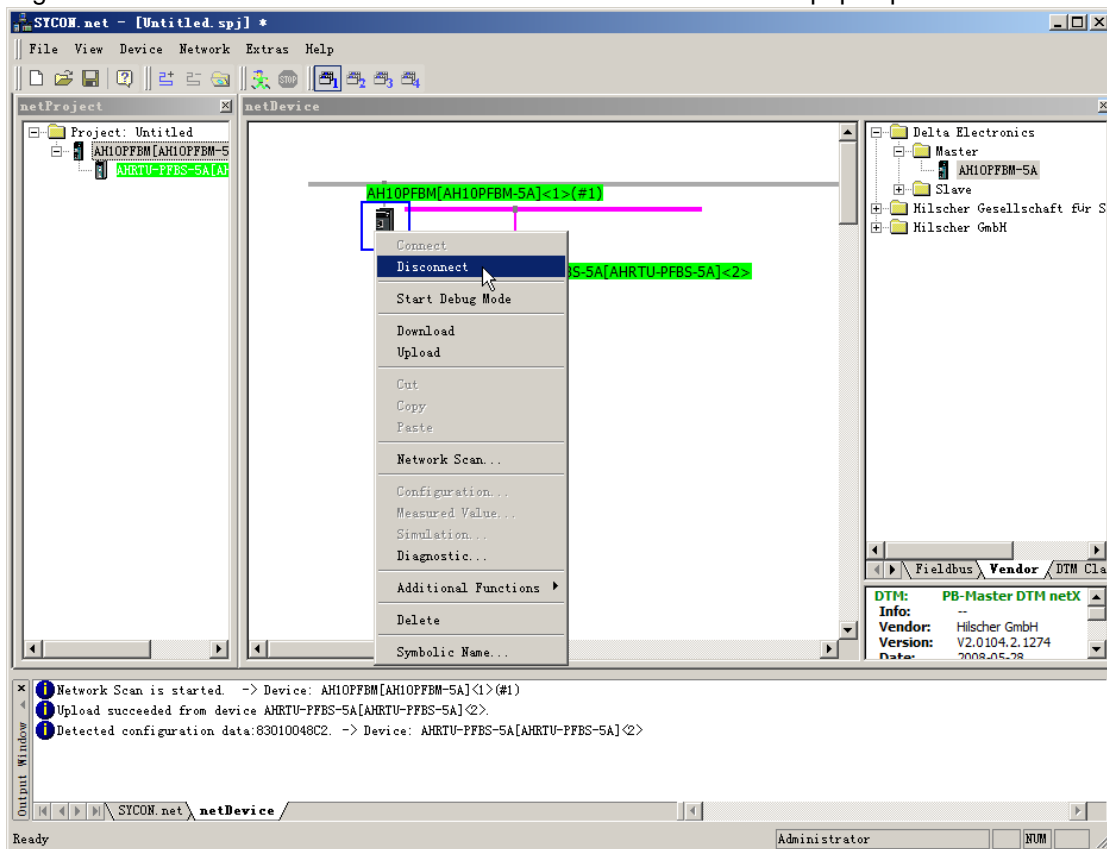 SYCON.net - [Untitled.spj] *
File View Device Network Extras Help
netProject
netDevice
Project: Untitled
AH10PFBM[AH10PFBM-5
AHRTU-PFBS-5A[AH
AH10PFBM[AH10PFBM-5A]<1>(#1)
BS-5A[AHRTU-PFBS-5A]<2>
Connect
Disconnect
Start Debug Mode
Download
Upload
Cut
Copy
Paste
Network Scan...
Configuration...
Measured Value...
Simulation...
Diagnostic...
Additional Functions
Delete
Symbolic Name...
Delta Electronics
Master
AH10PFBM-5A
Slave
Hilscher Gesellschaft für S
Hilscher GmbH
Fieldbus Vendor DTM Cla
DTM: PB-Master DTM netX
Info: --
Vendor: Hilscher GmbH
Version: V2.0104.2.1274
Date: 2008-05-28
Network Scan is started. -> Device: AH10PFBM[AH10PFBM-5A]<1>(#1)
Upload succeeded from device AHRTU-PFBS-5A[AHRTU-PFBS-5A]<2>.
Detected configuration data:83010048C2. -> Device: AHRTU-PFBS-5A[AHRTU-PFBS-5A]<2>
Output Window
SYCON.net netDevice
Ready
Administrator
NUM